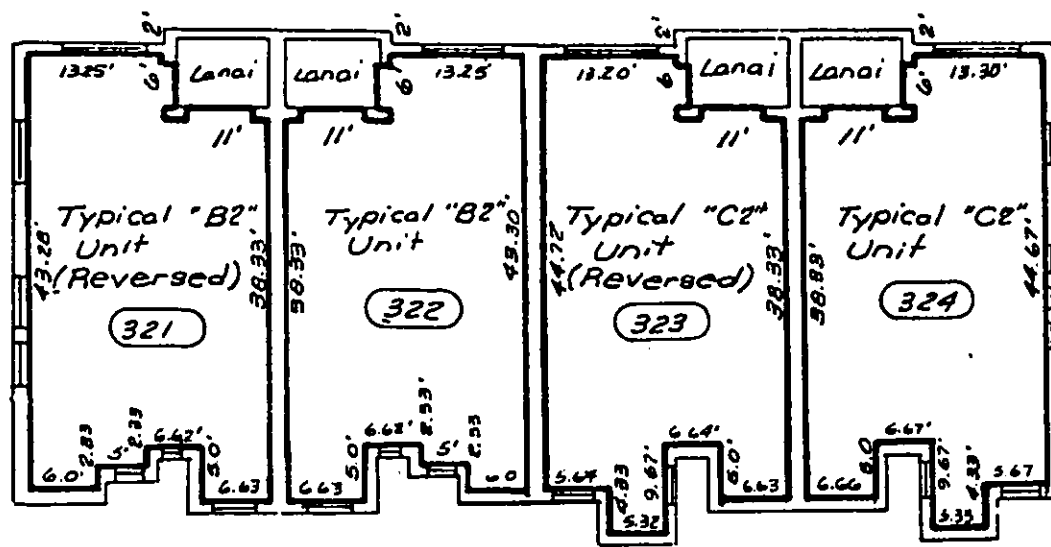 2' 2' 2' 2'
13.25' 6' Lanai Lanai 6' 13.25' 13.20' 6' Lanai Lanai 6' 13.30'
11' 11' 11' 11'
Typical "B2"
Unit
(Reversed)
43.28' 38.33'
321
Typical "B2"
Unit
38.33' 43.30
322
Typical "C2"
Unit
(Reversed)
44.72' 38.33'
323
Typical "C2"
Unit
38.83' 44.67'
324
6.0' 2.83 5' 2.33 6.62' 5.0' 6.63
6.63 5.0' 6.62' 2.33' 5' 2.33 6.0
5.67 4.33 5.32 9.67' 6.64' 6.0' 6.63
6.66 5.0 6.67' 9.67' 5.33 4.33' 5.67